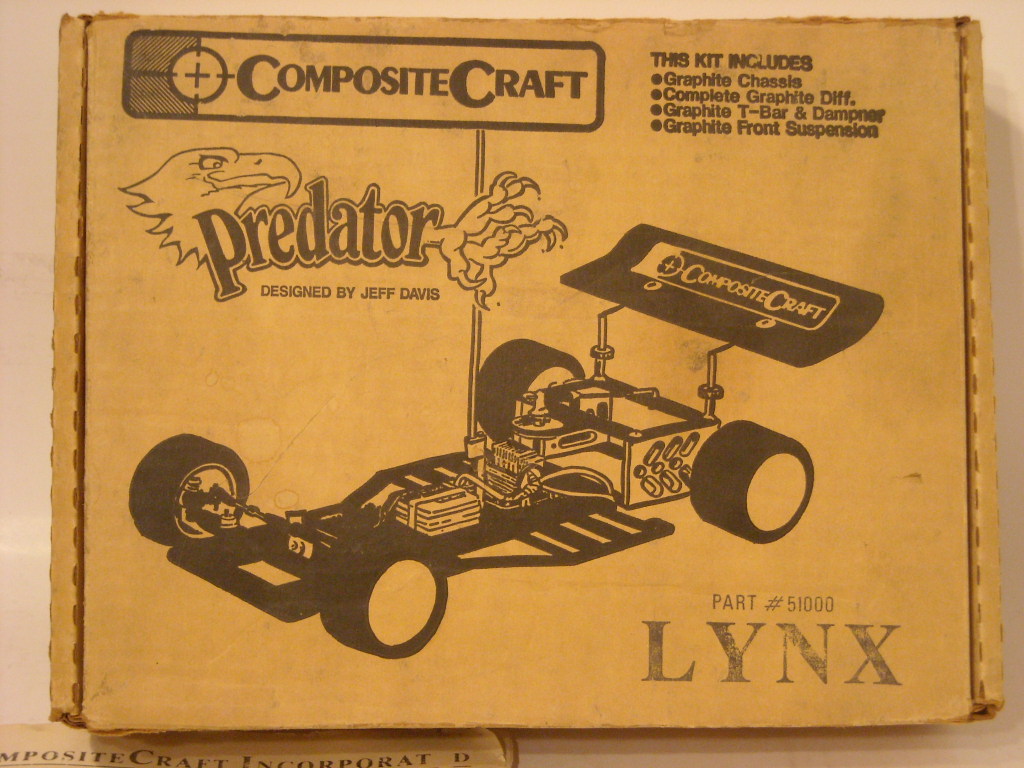 COMPOSITECRAFT
THIS KIT INCLUDES
●Graphite Chassis
●Complete Graphite Diff.
●Graphite T-Bar & Dampner
●Graphite Front Suspension
predator
DESIGNED BY JEFF DAVIS
COMPOSITECRAFT
PART #51000
LYNX
MPOSITECRAFT INCORPORAT D